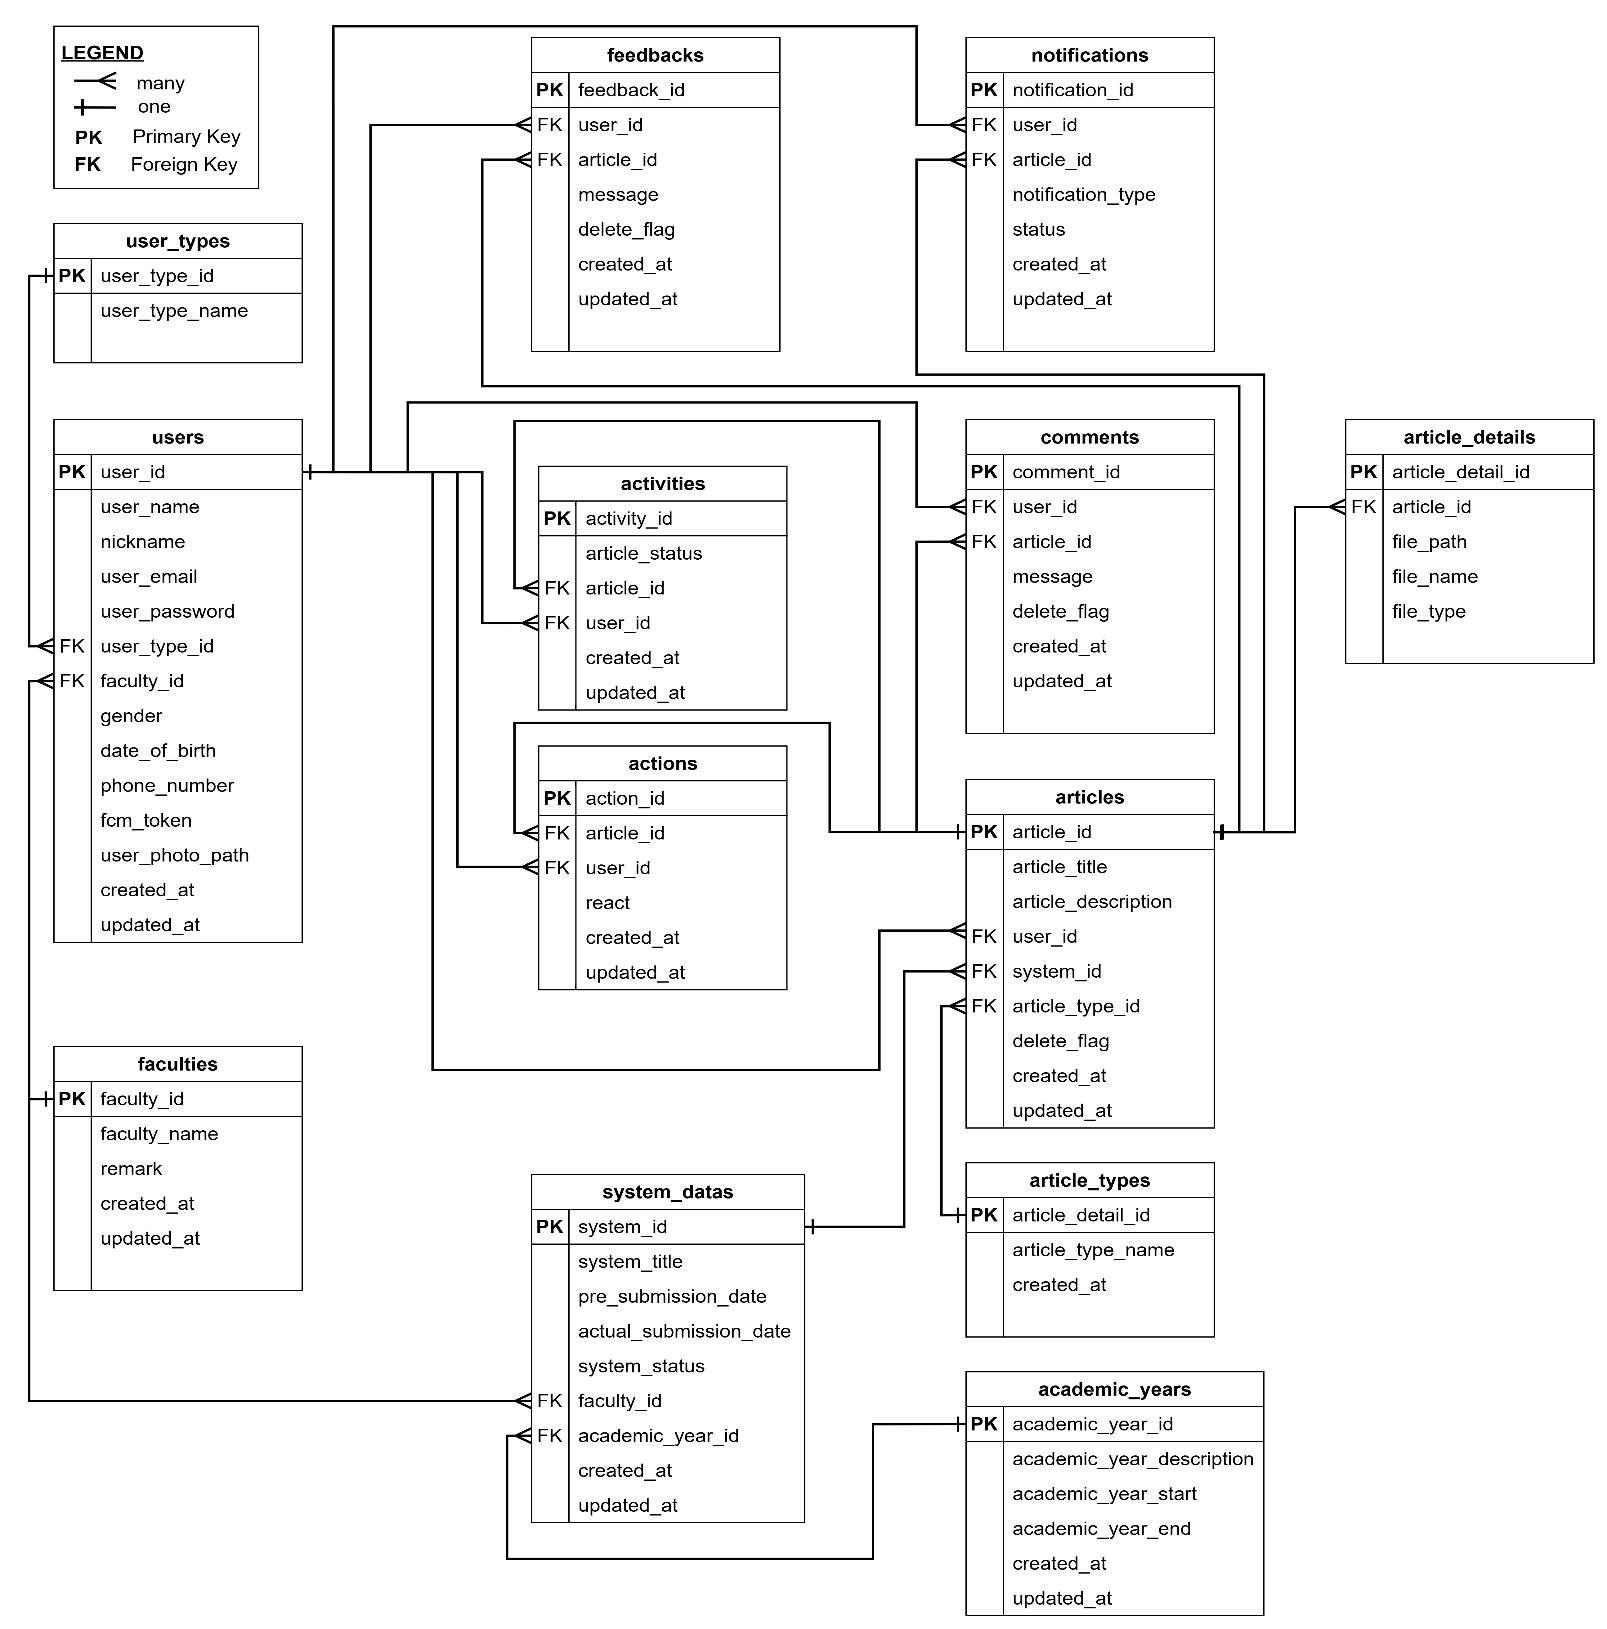 LEGEND
many
one
PK Primary Key
FK Foreign Key
feedbacks
PK feedback_id
FK user_id
FK article_id
message
delete_flag
created_at
updated_at
notifications
PK notification_id
FK user_id
FK article_id
notification_type
status
created_at
updated_at
user_types
PK user_type_id
user_type_name
users
PK user_id
user_name
nickname
user_email
user_password
FK user_type_id
FK faculty_id
gender
date_of_birth
phone_number
fcm_token
user_photo_path
created_at
updated_at
activities
PK activity_id
article_status
FK article_id
FK user_id
created_at
updated_at
comments
PK comment_id
FK user_id
FK article_id
message
delete_flag
created_at
updated_at
article_details
PK article_detail_id
FK article_id
file_path
file_name
file_type
actions
PK action_id
FK article_id
FK user_id
react
created_at
updated_at
articles
PK article_id
article_title
article_description
FK user_id
FK system_id
FK article_type_id
delete_flag
created_at
updated_at
faculties
PK faculty_id
faculty_name
remark
created_at
updated_at
system_datas
PK system_id
system_title
pre_submission_date
actual_submission_date
system_status
FK faculty_id
FK academic_year_id
created_at
updated_at
article_types
PK article_detail_id
article_type_name
created_at
academic_years
PK academic_year_id
academic_year_description
academic_year_start
academic_year_end
created_at
updated_at